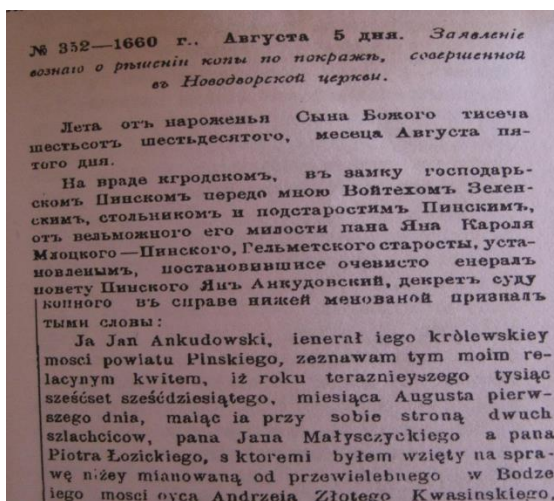 № 352—1660 г.. Августа 5 дня. Заявленіе
вознаго о рѣшеніи копы по покражѣ, совершенной
въ Новодворской церкви.
Лета отъ нароженья Сына Божого тисеча
шестьсотъ шестьдесятого, месеца Августа пя-
того дня.
На враде кгродскомъ, въ замку господарь-
скомъ Пинскомъ передо мною Войтехомъ Зелен-
скимъ, стольникомъ и подстаростимъ Пинскимъ,
отъ вельможного его милости пана Яна Кароля
Млоцкого—Пинского, Гельметского старосты, уста-
новленымъ, постановившисе очевисто енералъ
повету Пинского Янъ Анкудовский, декретъ суду
копного въ справе нижей менованой призналъ
тыми словы:
Ja Jan Ankudowski, ienerał iego królewskiey
mosci powiatu Pinskiego, zeznawam tym moim re-
lacynym kwitem, iż roku teraznieyszego tysiąc
sześćset sześćdziesiątego, miesiąca Augusta pierw-
szego dnia, maiąc ia przy sobie stroną dwuch
szlachcicow, pana Jana Małysczyckiego a pana
Piotra Łozickiego, s ktoremi byłem wzięty na spra-
wę niżey mianowaną od przewielebnego w Bodze
iego mosci oyca Andrzeia Złotego Kwasinskiego